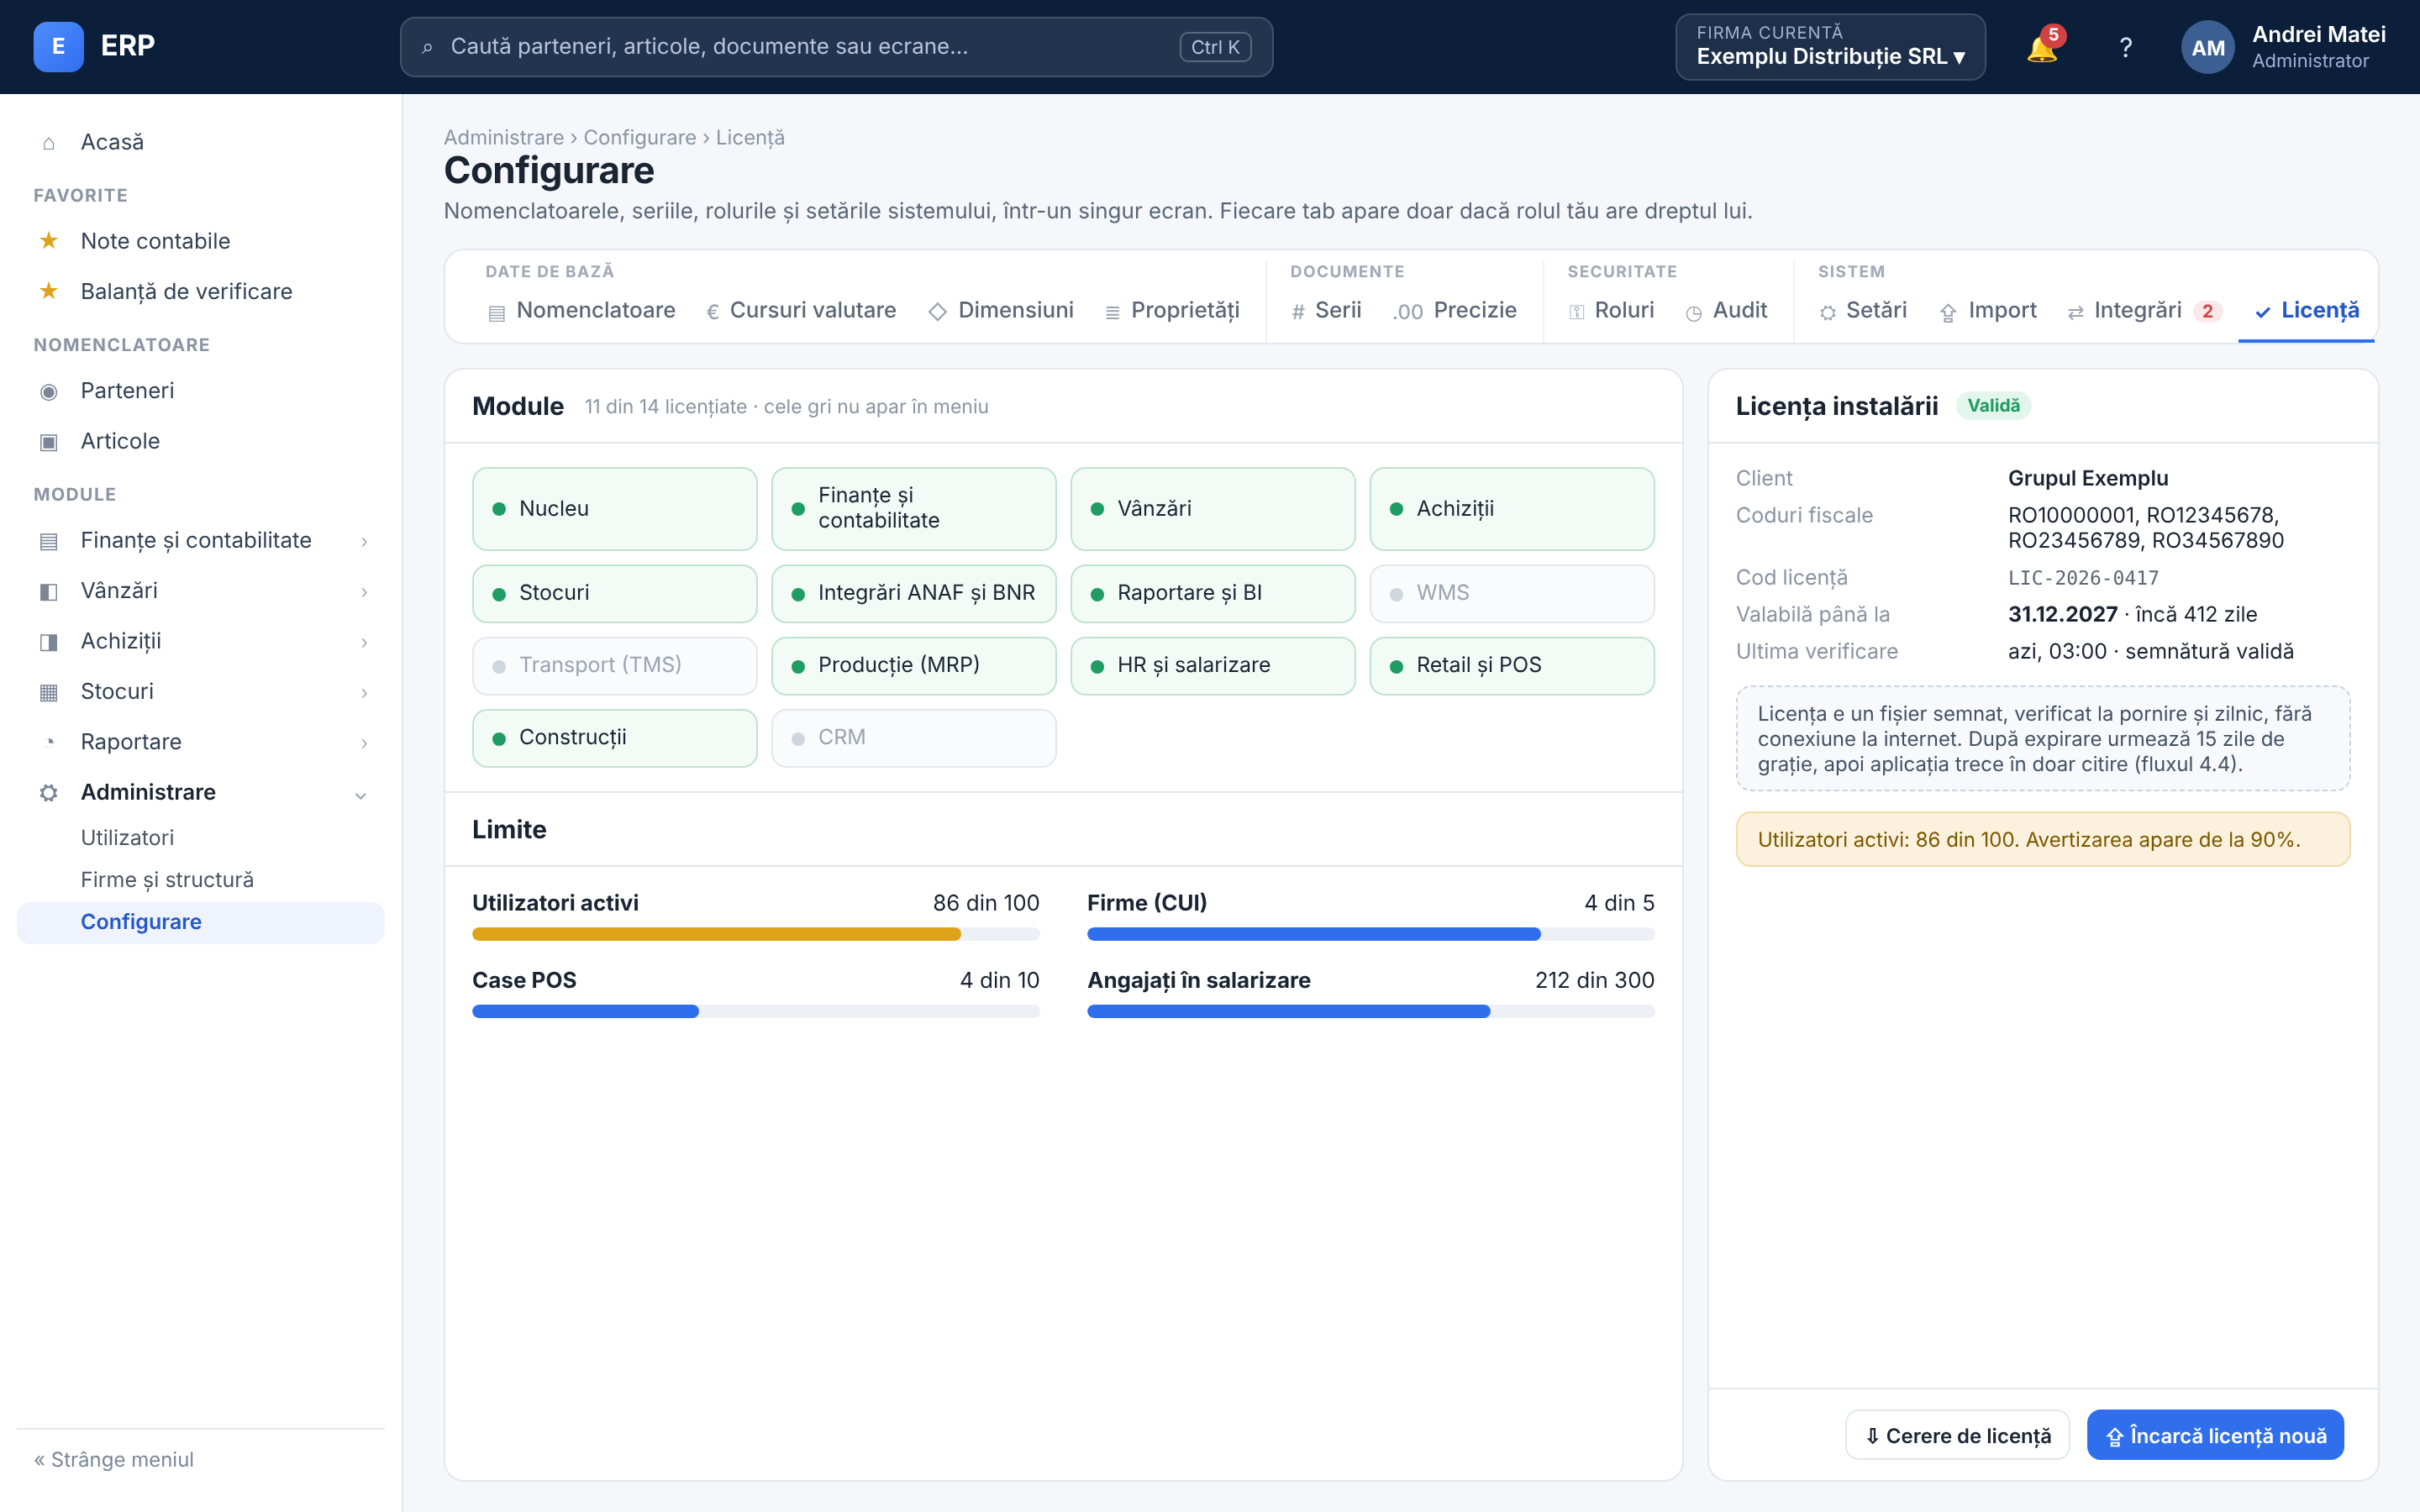 E ERP
Caută parteneri, articole, documente sau ecrane... Ctrl K
FIRMA CURENTĂ
Exemplu Distribuție SRL ▾
5
?
AM
Andrei Matei
Administrator
Acasă
FAVORITE
★ Note contabile
★ Balanță de verificare
NOMENCLATOARE
Parteneri
Articole
MODULE
Finanțe și contabilitate ›
Vânzări ›
Achiziții ›
Stocuri ›
Raportare ›
Administrare
Utilizatori
Firme și structură
Configurare
« Strânge meniul
Administrare › Configurare › Licență
Configurare
Nomenclatoarele, seriile, rolurile și setările sistemului, într-un singur ecran. Fiecare tab apare doar dacă rolul tău are dreptul lui.
DATE DE BAZĂ
Nomenclatoare € Cursuri valutare Dimensiuni Proprietăți
DOCUMENTE
# Serii .00 Precizie
SECURITATE
Roluri Audit
SISTEM
Setări Import Integrări 2 ✓ Licență
Module 11 din 14 licențiate · cele gri nu apar în meniu
Nucleu
Finanțe și
contabilitate
Vânzări
Achiziții
Stocuri
Integrări ANAF și BNR
Raportare și BI
WMS
Transport (TMS)
Producție (MRP)
HR și salarizare
Retail și POS
Construcții
CRM
Limite
Utilizatori activi 86 din 100
Firme (CUI) 4 din 5
Case POS 4 din 10
Angajați în salarizare 212 din 300
Licența instalării Validă
Client Grupul Exemplu
Coduri fiscale RO10000001, RO12345678,
RO23456789, RO34567890
Cod licență LIC-2026-0417
Valabilă până la 31.12.2027 · încă 412 zile
Ultima verificare azi, 03:00 · semnătură validă
Licența e un fișier semnat, verificat la pornire și zilnic, fără
conexiune la internet. După expirare urmează 15 zile de
grație, apoi aplicația trece în doar citire (fluxul 4.4).
Utilizatori activi: 86 din 100. Avertizarea apare de la 90%.
⇩ Cerere de licență
⇪ Încarcă licență nouă